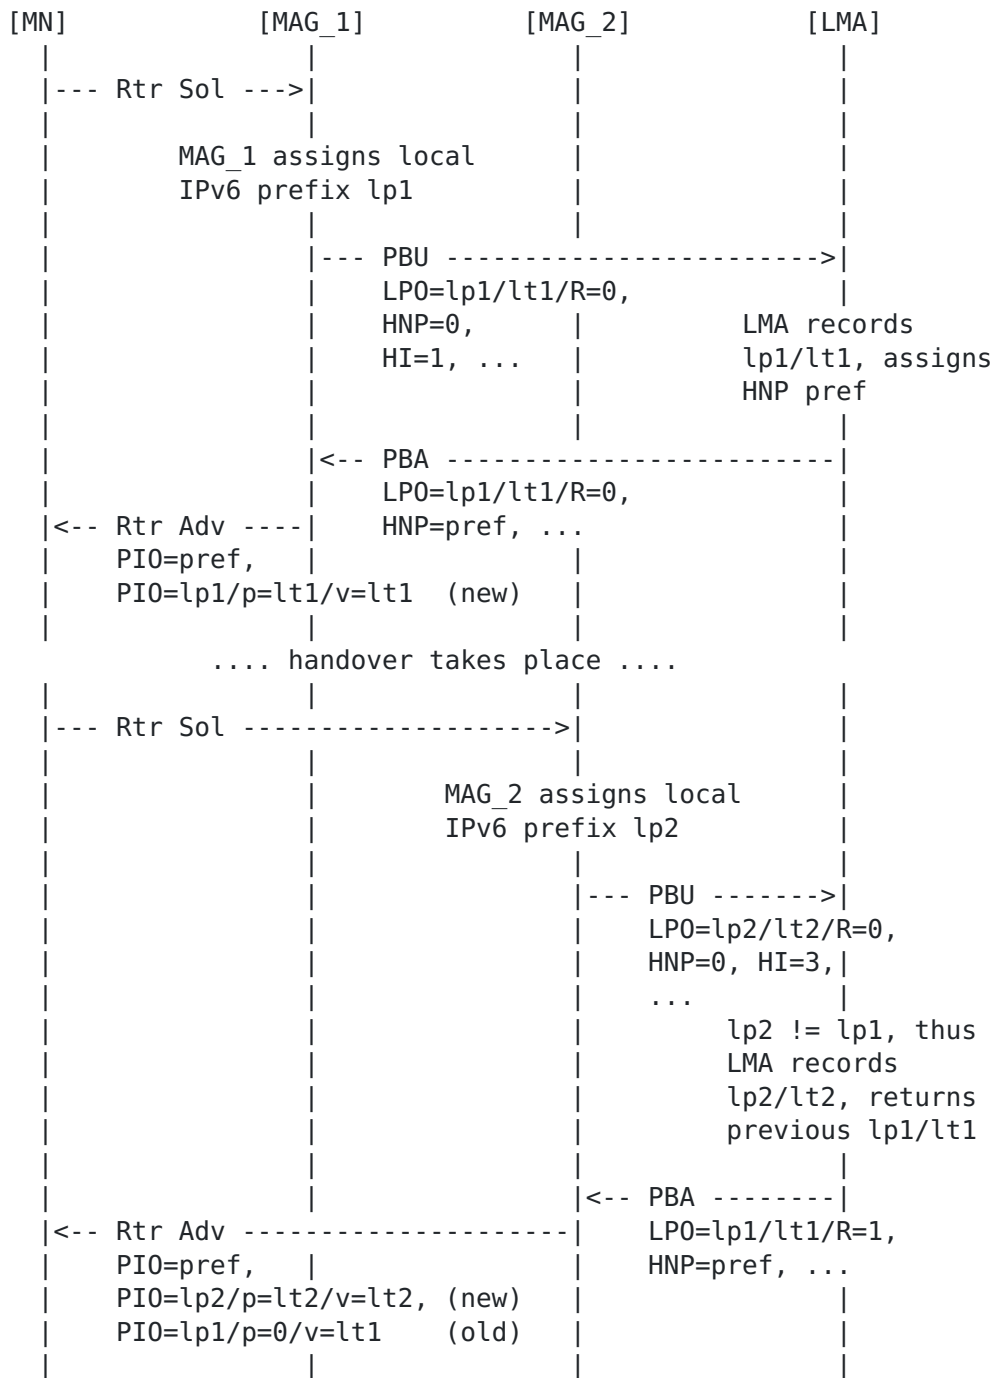 [MN]            [MAG_1]          [MAG_2]           [LMA]
  |                |                |                |
  |--- Rtr Sol --->|                |                |
  |                |                |                |
  |        MAG_1 assigns local      |                |
  |        IPv6 prefix lp1          |                |
  |                |                |                |
  |                |--- PBU ------------------------>|
  |                |    LPO=lp1/lt1/R=0,             |
  |                |    HNP=0,      |          LMA records
  |                |    HI=1, ...   |          lp1/lt1, assigns
  |                |                |          HNP pref
  |                |                |                |
  |                |<-- PBA -------------------------|
  |                |    LPO=lp1/lt1/R=0,             |
  |<-- Rtr Adv ----|    HNP=pref, ...                |
  |    PIO=pref,   |                |                |
  |    PIO=lp1/p=lt1/v=lt1  (new)   |                |
  |                |                |                |
             .... handover takes place ....
  |                |                |                |
  |--- Rtr Sol -------------------->|                |
  |                |                |                |
  |                |        MAG_2 assigns local      |
  |                |        IPv6 prefix lp2          |
  |                |                |                |
  |                |                |--- PBU ------->|
  |                |                |    LPO=lp2/lt2/R=0,
  |                |                |    HNP=0, HI=3,|
  |                |                |    ...         |
  |                |                |         lp2 != lp1, thus
  |                |                |         LMA records
  |                |                |         lp2/lt2, returns
  |                |                |         previous lp1/lt1
  |                |                |                |
  |                |                |<-- PBA --------|
  |<-- Rtr Adv ---------------------|    LPO=lp1/lt1/R=1,
  |    PIO=pref,   |                |    HNP=pref, ...
  |    PIO=lp2/p=lt2/v=lt2, (new)   |                |
  |    PIO=lp1/p=0/v=lt1    (old)   |                |
  |                |                |                |